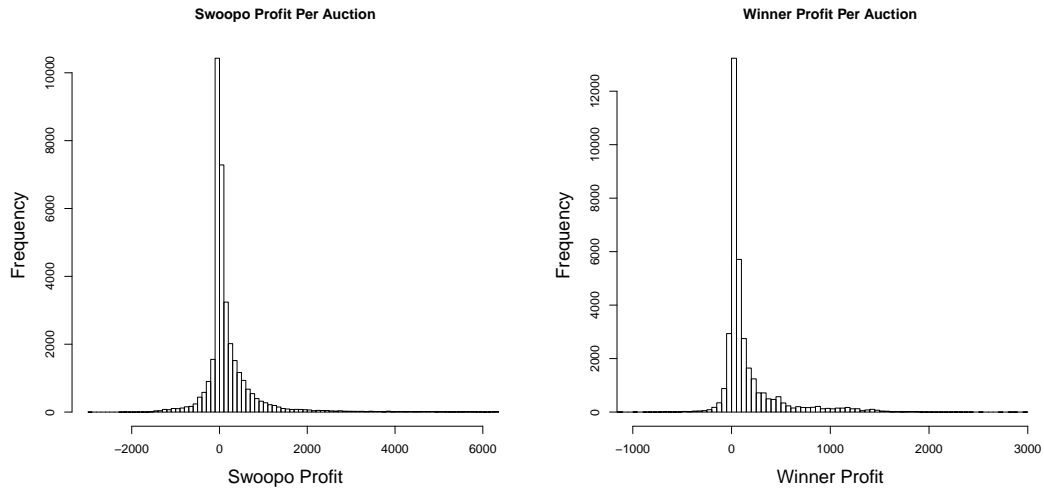 Swoopo Profit Per Auction
Frequency
10000
8000
6000
4000
2000
0
−2000 0 2000 4000 6000
Swoopo Profit
Winner Profit Per Auction
Frequency
12000
10000
8000
6000
4000
2000
0
−1000 0 1000 2000 3000
Winner Profit